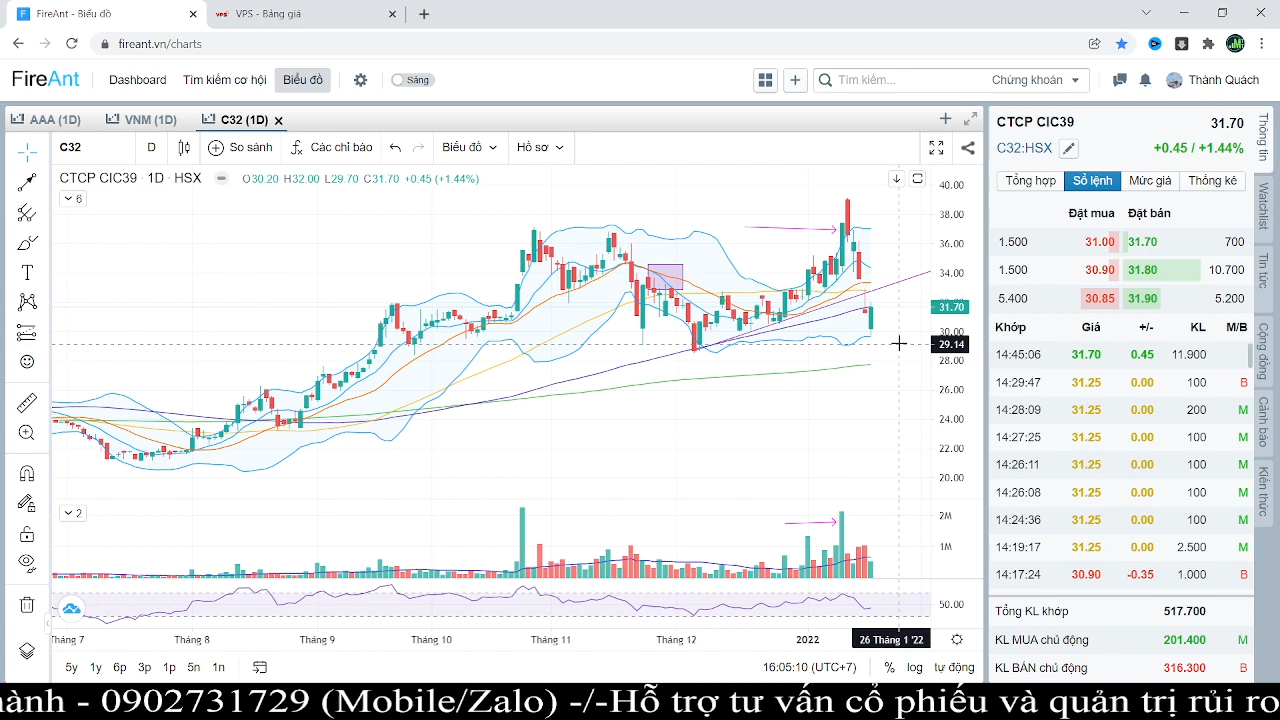 FireAnt - Biểu đồ
VPS - Bảng giá
fireant.vn/charts
FireAnt Dashboard Tìm kiếm cơ hội Biểu đồ Sáng Tìm kiếm... Chứng khoán Thành Quách
AAA (1D) VNM (1D) C32 (1D)
C32 D So sánh Các chỉ báo Biểu đồ Hồ sơ
CTCP CIC39 · 1D · HSX O30.20 H32.00 L29.70 C31.70 +0.45 (+1.44%)
6
40.00
38.00
36.00
34.00
31.70
30.00
29.14
28.00
26.00
24.00
22.00
20.00
2
2M
1M
50.00
Tháng 8 Tháng 9 Tháng 10 Tháng 11 Tháng 12 2022 26 Tháng 1 '22
5y 1y 6p 3p 1p 5n 1n 16:05:10 (UTC+7) % log tự động
CTCP CIC39 31.70
C32:HSX +0.45 / +1.44%
Tổng hợp Sổ lệnh Mức giá Thống kê
Đặt mua Đặt bán
1.500 31.00 31.70 700
1.500 30.90 31.80 10.700
5.400 30.85 31.90 5.200
Khớp Giá +/- KL M/B
14:45:06 31.70 0.45 11.900
14:29:47 31.25 0.00 100 B
14:28:09 31.25 0.00 200 M
14:27:25 31.25 0.00 100 M
14:26:11 31.25 0.00 100 M
14:26:08 31.25 0.00 100 M
14:24:36 31.25 0.00 100 M
14:19:17 31.25 0.00 2.500 M
14:17:24 30.90 -0.35 1.000 B
Tổng KL khớp 517.700
KL MUA chủ động 201.400 M
KL BÁN chủ động 316.300 B
Thông tin
Watchlist
Tin tức
Cộng đồng
Cảnh báo
Kiến thức
hành - 0902731729 (Mobile/Zalo) -/-Hỗ trợ tư vấn cổ phiếu và quản trị rủi ro